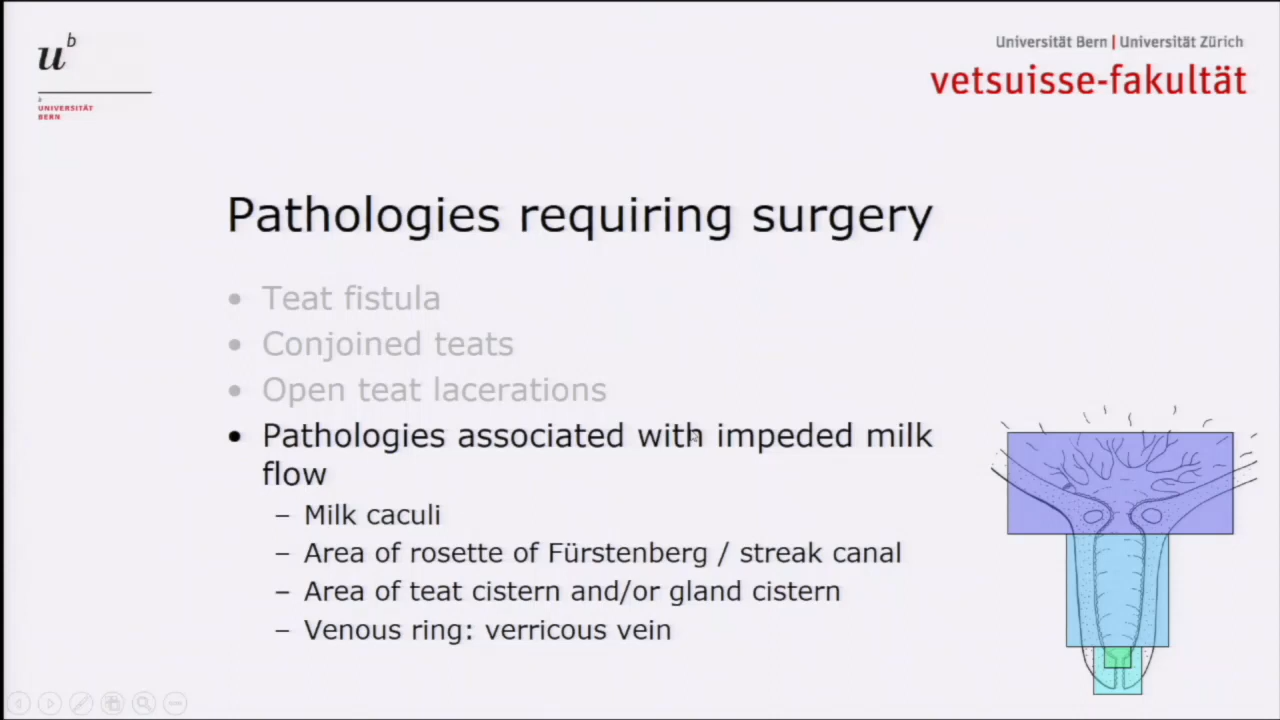 u^b
b
UNIVERSITÄT
BERN
Universität Bern | Universität Zürich
vetsuisse-fakultät
Pathologies requiring surgery
• Teat fistula
• Conjoined teats
• Open teat lacerations
• Pathologies associated with impeded milk
flow
– Milk caculi
– Area of rosette of Fürstenberg / streak canal
– Area of teat cistern and/or gland cistern
– Venous ring: verricous vein